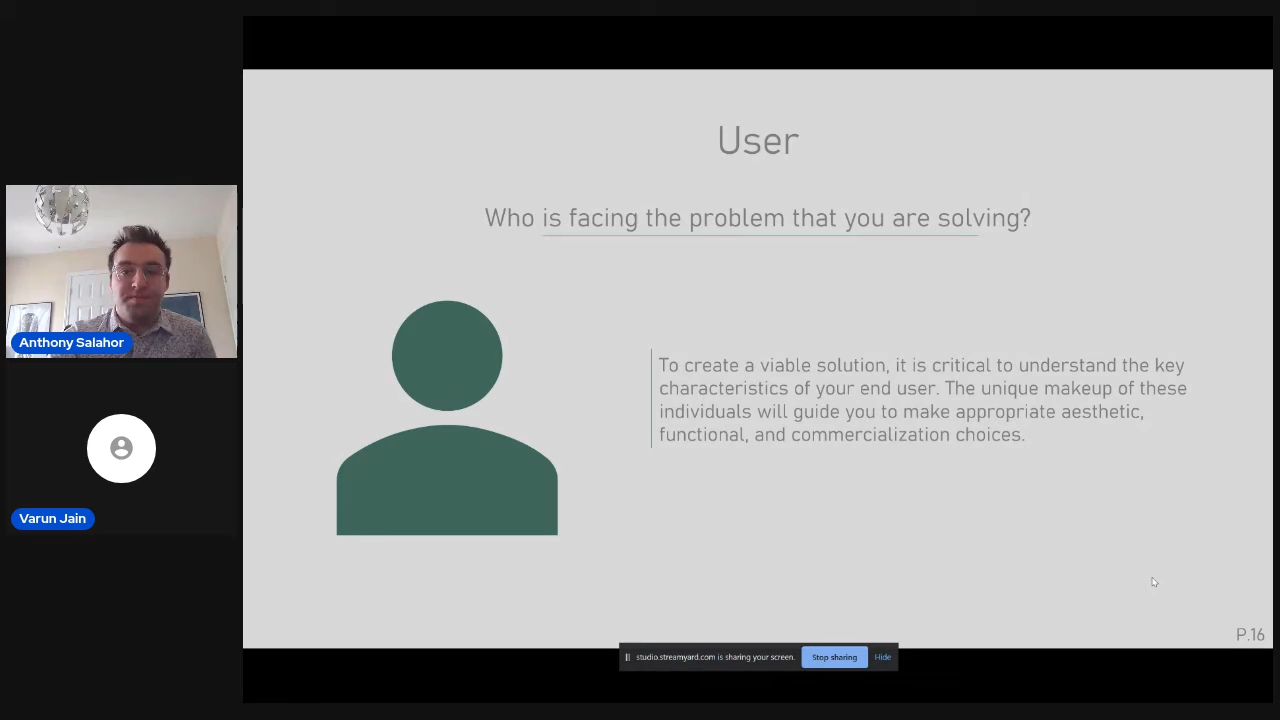 User
Who is facing the problem that you are solving?
To create a viable solution, it is critical to understand the key
characteristics of your end user. The unique makeup of these
individuals will guide you to make appropriate aesthetic,
functional, and commercialization choices.
Anthony Salahor
Varun Jain
P.16
studio.streamyard.com is sharing your screen.
Stop sharing
Hide